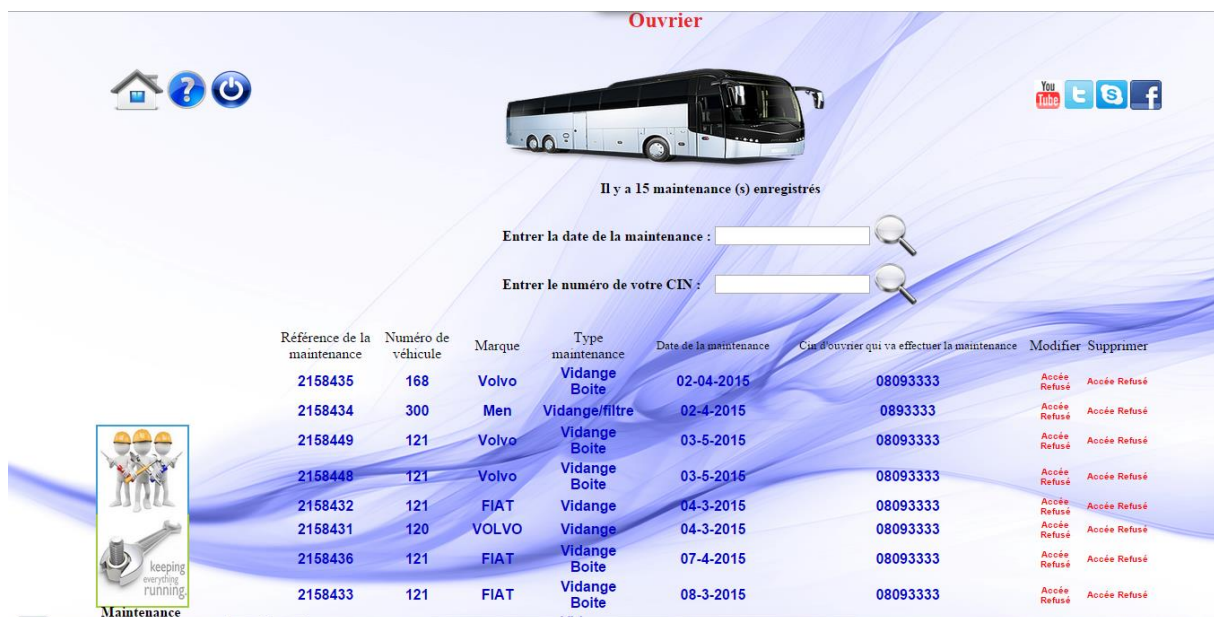 Ouvrier
You
Tube
Il y a 15 maintenance (s) enregistrés
Entrer la date de la maintenance :
Entrer le numéro de votre CIN :
Référence de la maintenance Numéro de véhicule Marque Type maintenance Date de la maintenance Cin d'ouvrier qui va effectuer la maintenance Modifier Supprimer
2158435 168 Volvo Vidange Boite 02-04-2015 08093333 Accée Refusé Accée Refusé
2158434 300 Men Vidange/filtre 02-4-2015 0893333 Accée Refusé Accée Refusé
2158449 121 Volvo Vidange Boite 03-5-2015 08093333 Accée Refusé Accée Refusé
2158448 121 Volvo Vidange Boite 03-5-2015 08093333 Accée Refusé Accée Refusé
2158432 121 FIAT Vidange 04-3-2015 08093333 Accée Refusé Accée Refusé
2158431 120 VOLVO Vidange 04-3-2015 08093333 Accée Refusé Accée Refusé
2158436 121 FIAT Vidange Boite 07-4-2015 08093333 Accée Refusé Accée Refusé
2158433 121 FIAT Vidange Boite 08-3-2015 08093333 Accée Refusé Accée Refusé
keeping
everything
running.
Maintenance